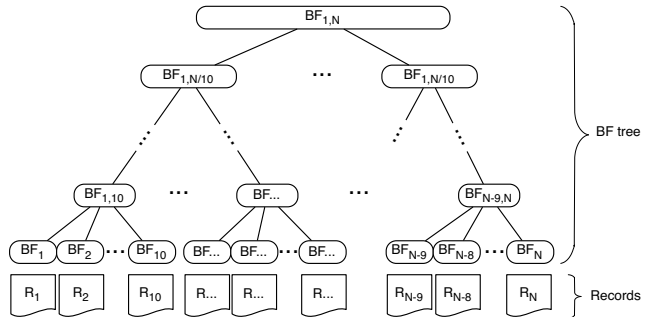 BF1,N
BF1,N/10 ... BF1,N/10
BF tree
BF1,10 ... BF... ... BFN-9,N
BF1 BF2 ... BF10 BF... BF... ... BF... BFN-9 BFN-8 ... BFN
R1 R2 R10 R... R... R... RN-9 RN-8 RN Records